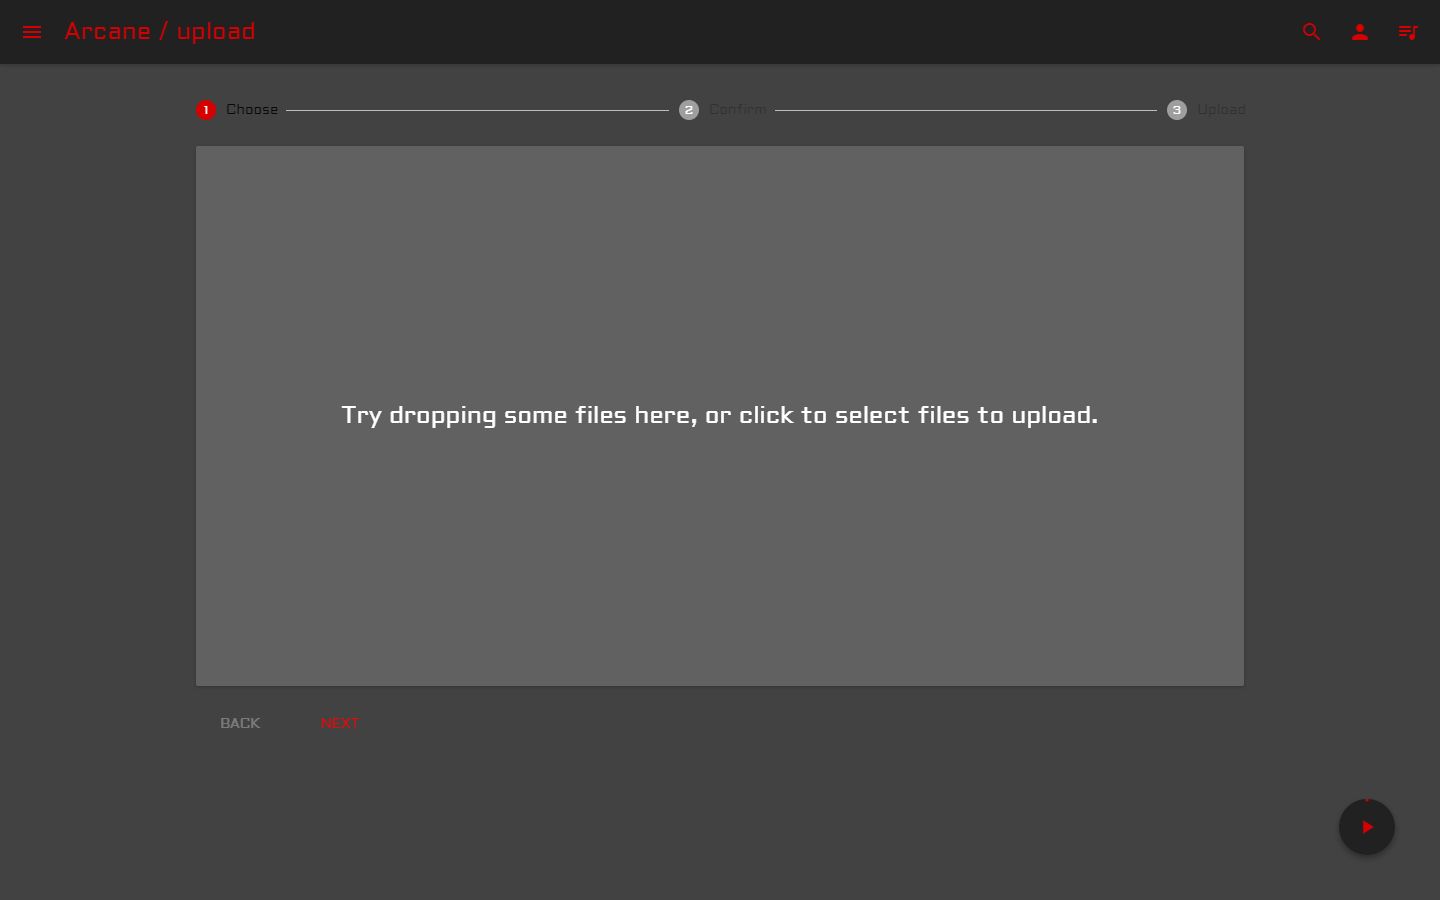 Arcane / upload
1 Choose
2 Confirm
3 Upload
Try dropping some files here, or click to select files to upload.
BACK
NEXT